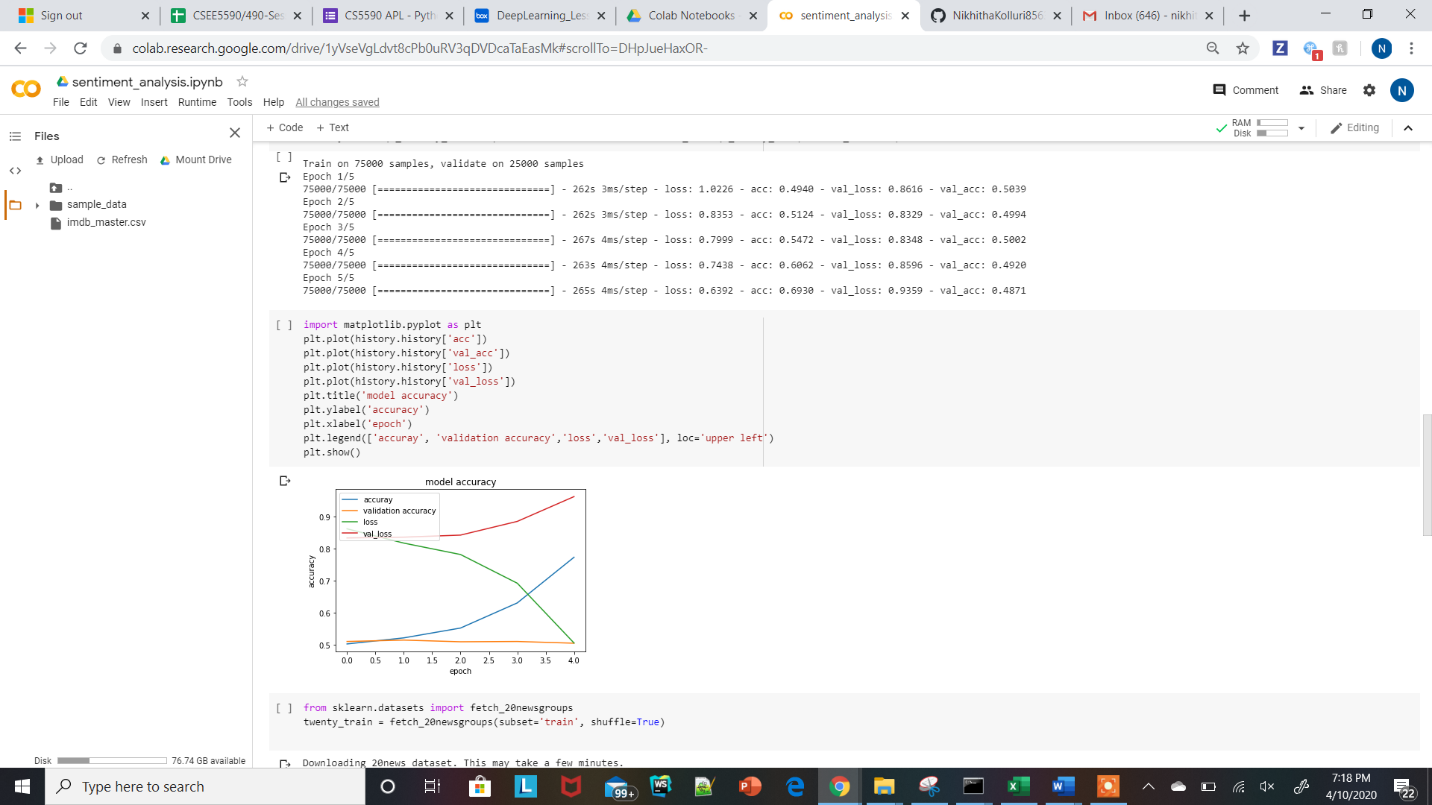 Sign out
CSEE5590/490-Ses
CS5590 APL - Pyth
DeepLearning_Les
Colab Notebooks
sentiment_analysis
NikhithaKolluri856
Inbox (646) - nikhit
colab.research.google.com/drive/1yVseVgLdvt8cPb0uRV3qDVDcaTaEasMk#scrollTo=DHpJueHaxOR-
Z
1
N
CO
sentiment_analysis.ipynb
Comment
Share
N
File Edit View Insert Runtime Tools Help All changes saved
Files
+ Code + Text
RAM
Disk
Editing
Upload Refresh Mount Drive
..
sample_data
imdb_master.csv
[ ]
Train on 75000 samples, validate on 25000 samples
Epoch 1/5
75000/75000 [==============================] - 262s 3ms/step - loss: 1.0226 - acc: 0.4940 - val_loss: 0.8616 - val_acc: 0.5039
Epoch 2/5
75000/75000 [==============================] - 262s 3ms/step - loss: 0.8353 - acc: 0.5124 - val_loss: 0.8329 - val_acc: 0.4994
Epoch 3/5
75000/75000 [==============================] - 267s 4ms/step - loss: 0.7999 - acc: 0.5472 - val_loss: 0.8348 - val_acc: 0.5002
Epoch 4/5
75000/75000 [==============================] - 263s 4ms/step - loss: 0.7438 - acc: 0.6062 - val_loss: 0.8596 - val_acc: 0.4920
Epoch 5/5
75000/75000 [==============================] - 265s 4ms/step - loss: 0.6392 - acc: 0.6930 - val_loss: 0.9359 - val_acc: 0.4871
[ ] import matplotlib.pyplot as plt
plt.plot(history.history['acc'])
plt.plot(history.history['val_acc'])
plt.plot(history.history['loss'])
plt.plot(history.history['val_loss'])
plt.title('model accuracy')
plt.ylabel('accuracy')
plt.xlabel('epoch')
plt.legend(['accuray', 'validation accuracy','loss','val_loss'], loc='upper left')
plt.show()
model accuracy
accuray
validation accuracy
loss
val_loss
0.9
0.8
0.7
0.6
0.5
accuracy
0.0 0.5 1.0 1.5 2.0 2.5 3.0 3.5 4.0
epoch
[ ] from sklearn.datasets import fetch_20newsgroups
twenty_train = fetch_20newsgroups(subset='train', shuffle=True)
Downloading 20news dataset. This may take a few minutes.
Disk 76.74 GB available
Type here to search
L
99+
WS
7:18 PM
4/10/2020
22